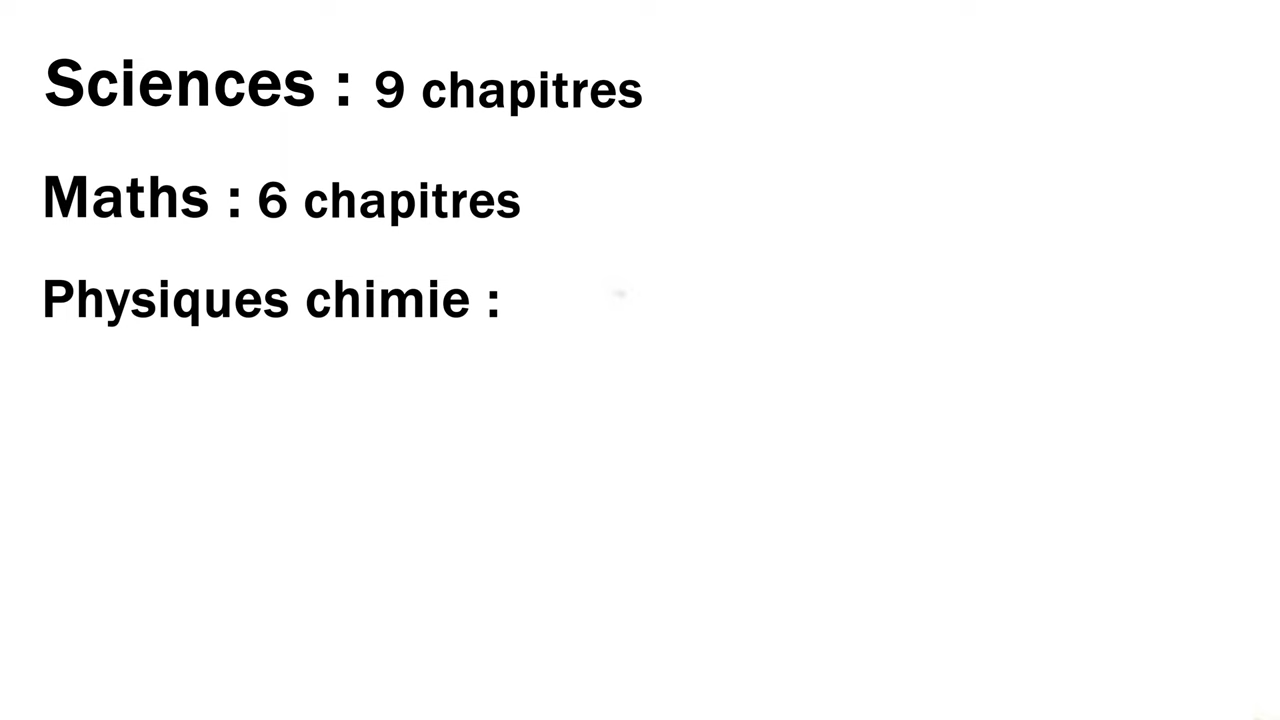 Sciences : 9 chapitres
Maths : 6 chapitres
Physiques chimie :